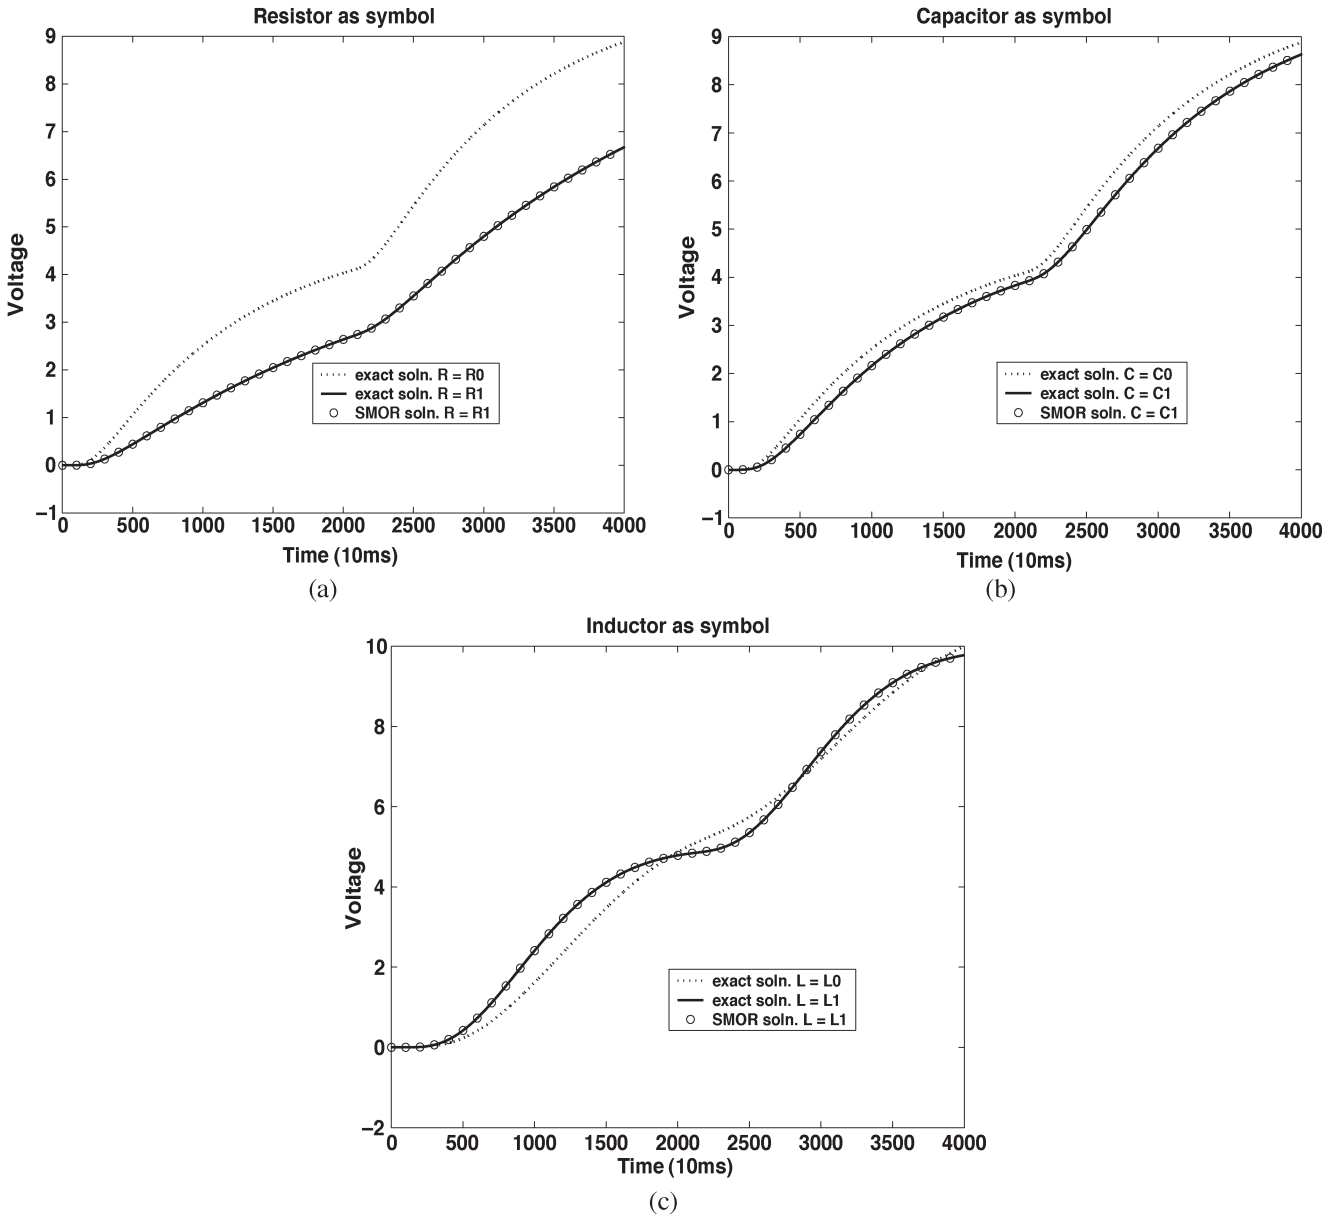 Resistor as symbol
9
8
7
6
5
4
3
2
1
0
−1
Voltage
exact soln. R = R0
exact soln. R = R1
SMOR soln. R = R1
0 500 1000 1500 2000 2500 3000 3500 4000
Time (10ms)
(a)
Capacitor as symbol
9
8
7
6
5
4
3
2
1
0
−1
Voltage
exact soln. C = C0
exact soln. C = C1
SMOR soln. C = C1
0 500 1000 1500 2000 2500 3000 3500 4000
Time (10ms)
(b)
Inductor as symbol
10
8
6
4
2
0
−2
Voltage
exact soln. L = L0
exact soln. L = L1
SMOR soln. L = L1
0 500 1000 1500 2000 2500 3000 3500 4000
Time (10ms)
(c)